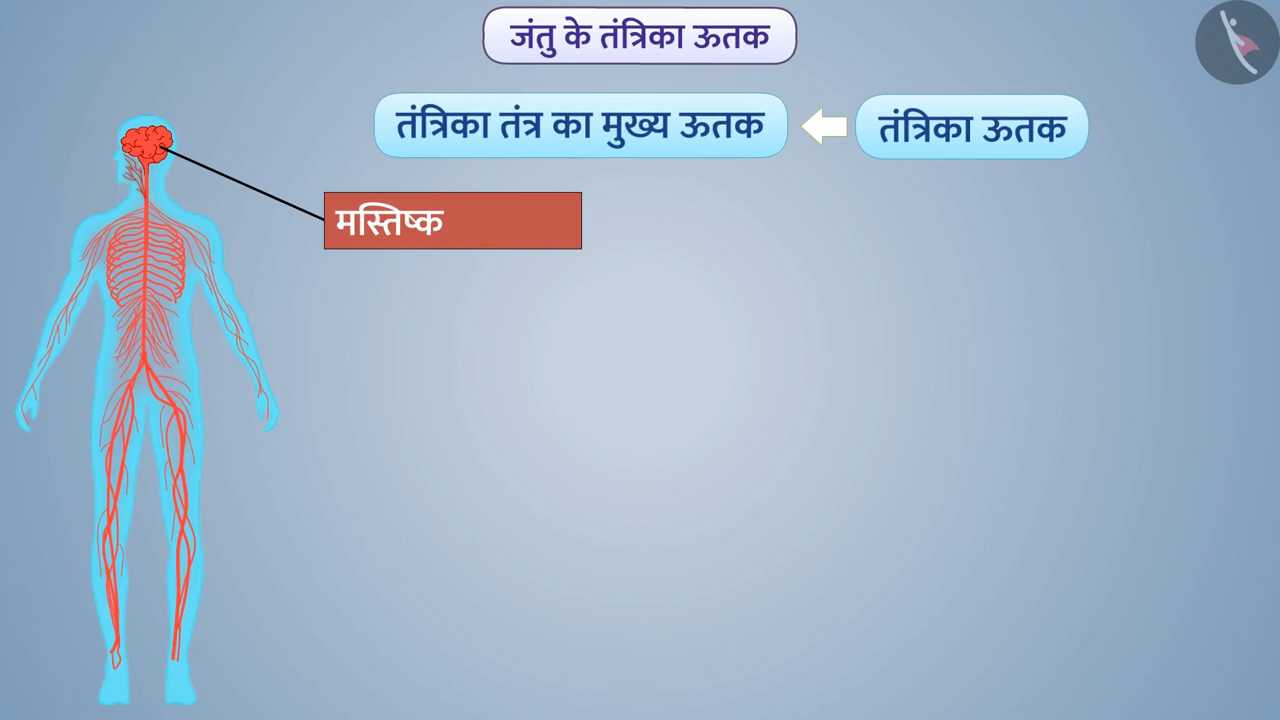 जंतु के तंत्रिका ऊतक
तंत्रिका तंत्र का मुख्य ऊतक
तंत्रिका ऊतक
मस्तिष्क